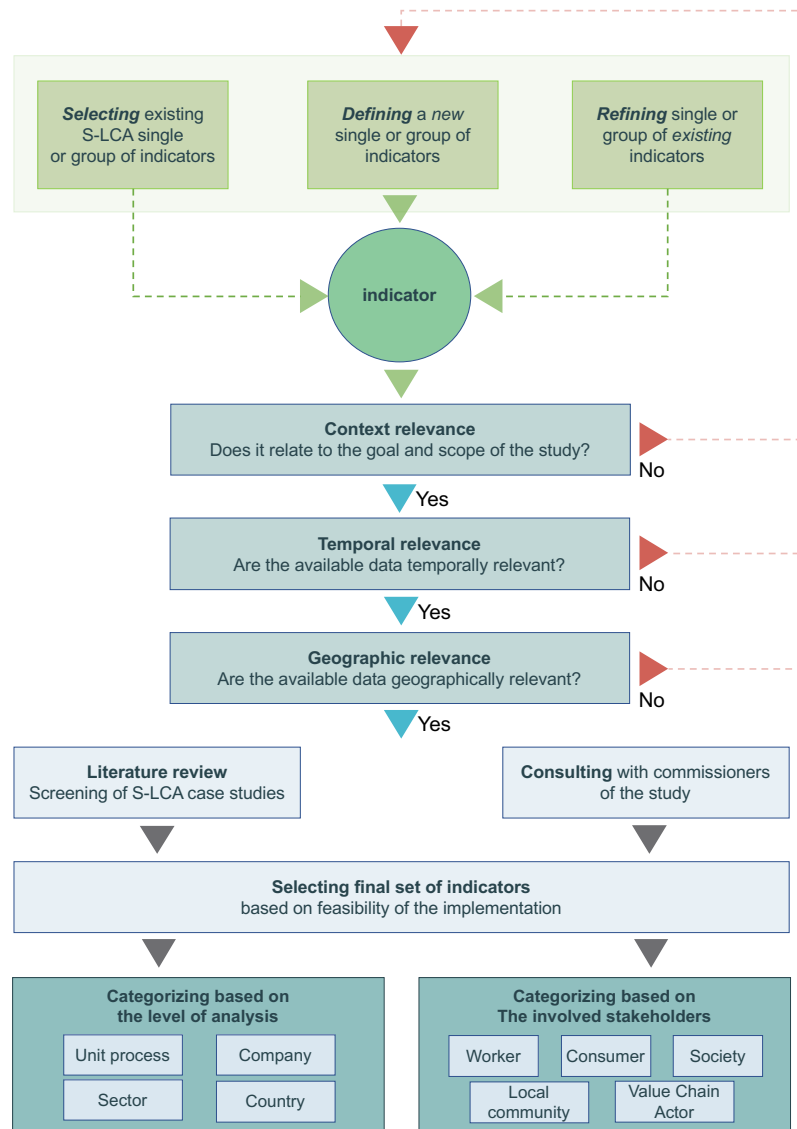 Selecting existing
S-LCA single
or group of indicators
Defining a new
single or group of
indicators
Refining single or
group of existing
indicators
indicator
Context relevance
Does it relate to the goal and scope of the study?
No
Yes
Temporal relevance
Are the available data temporally relevant?
No
Yes
Geographic relevance
Are the available data geographically relevant?
No
Yes
Literature review
Screening of S-LCA case studies
Consulting with commissioners
of the study
Selecting final set of indicators
based on feasibility of the implementation
Categorizing based on
the level of analysis
Unit process
Company
Sector
Country
Categorizing based on
The involved stakeholders
Worker
Consumer
Society
Local
community
Value Chain
Actor